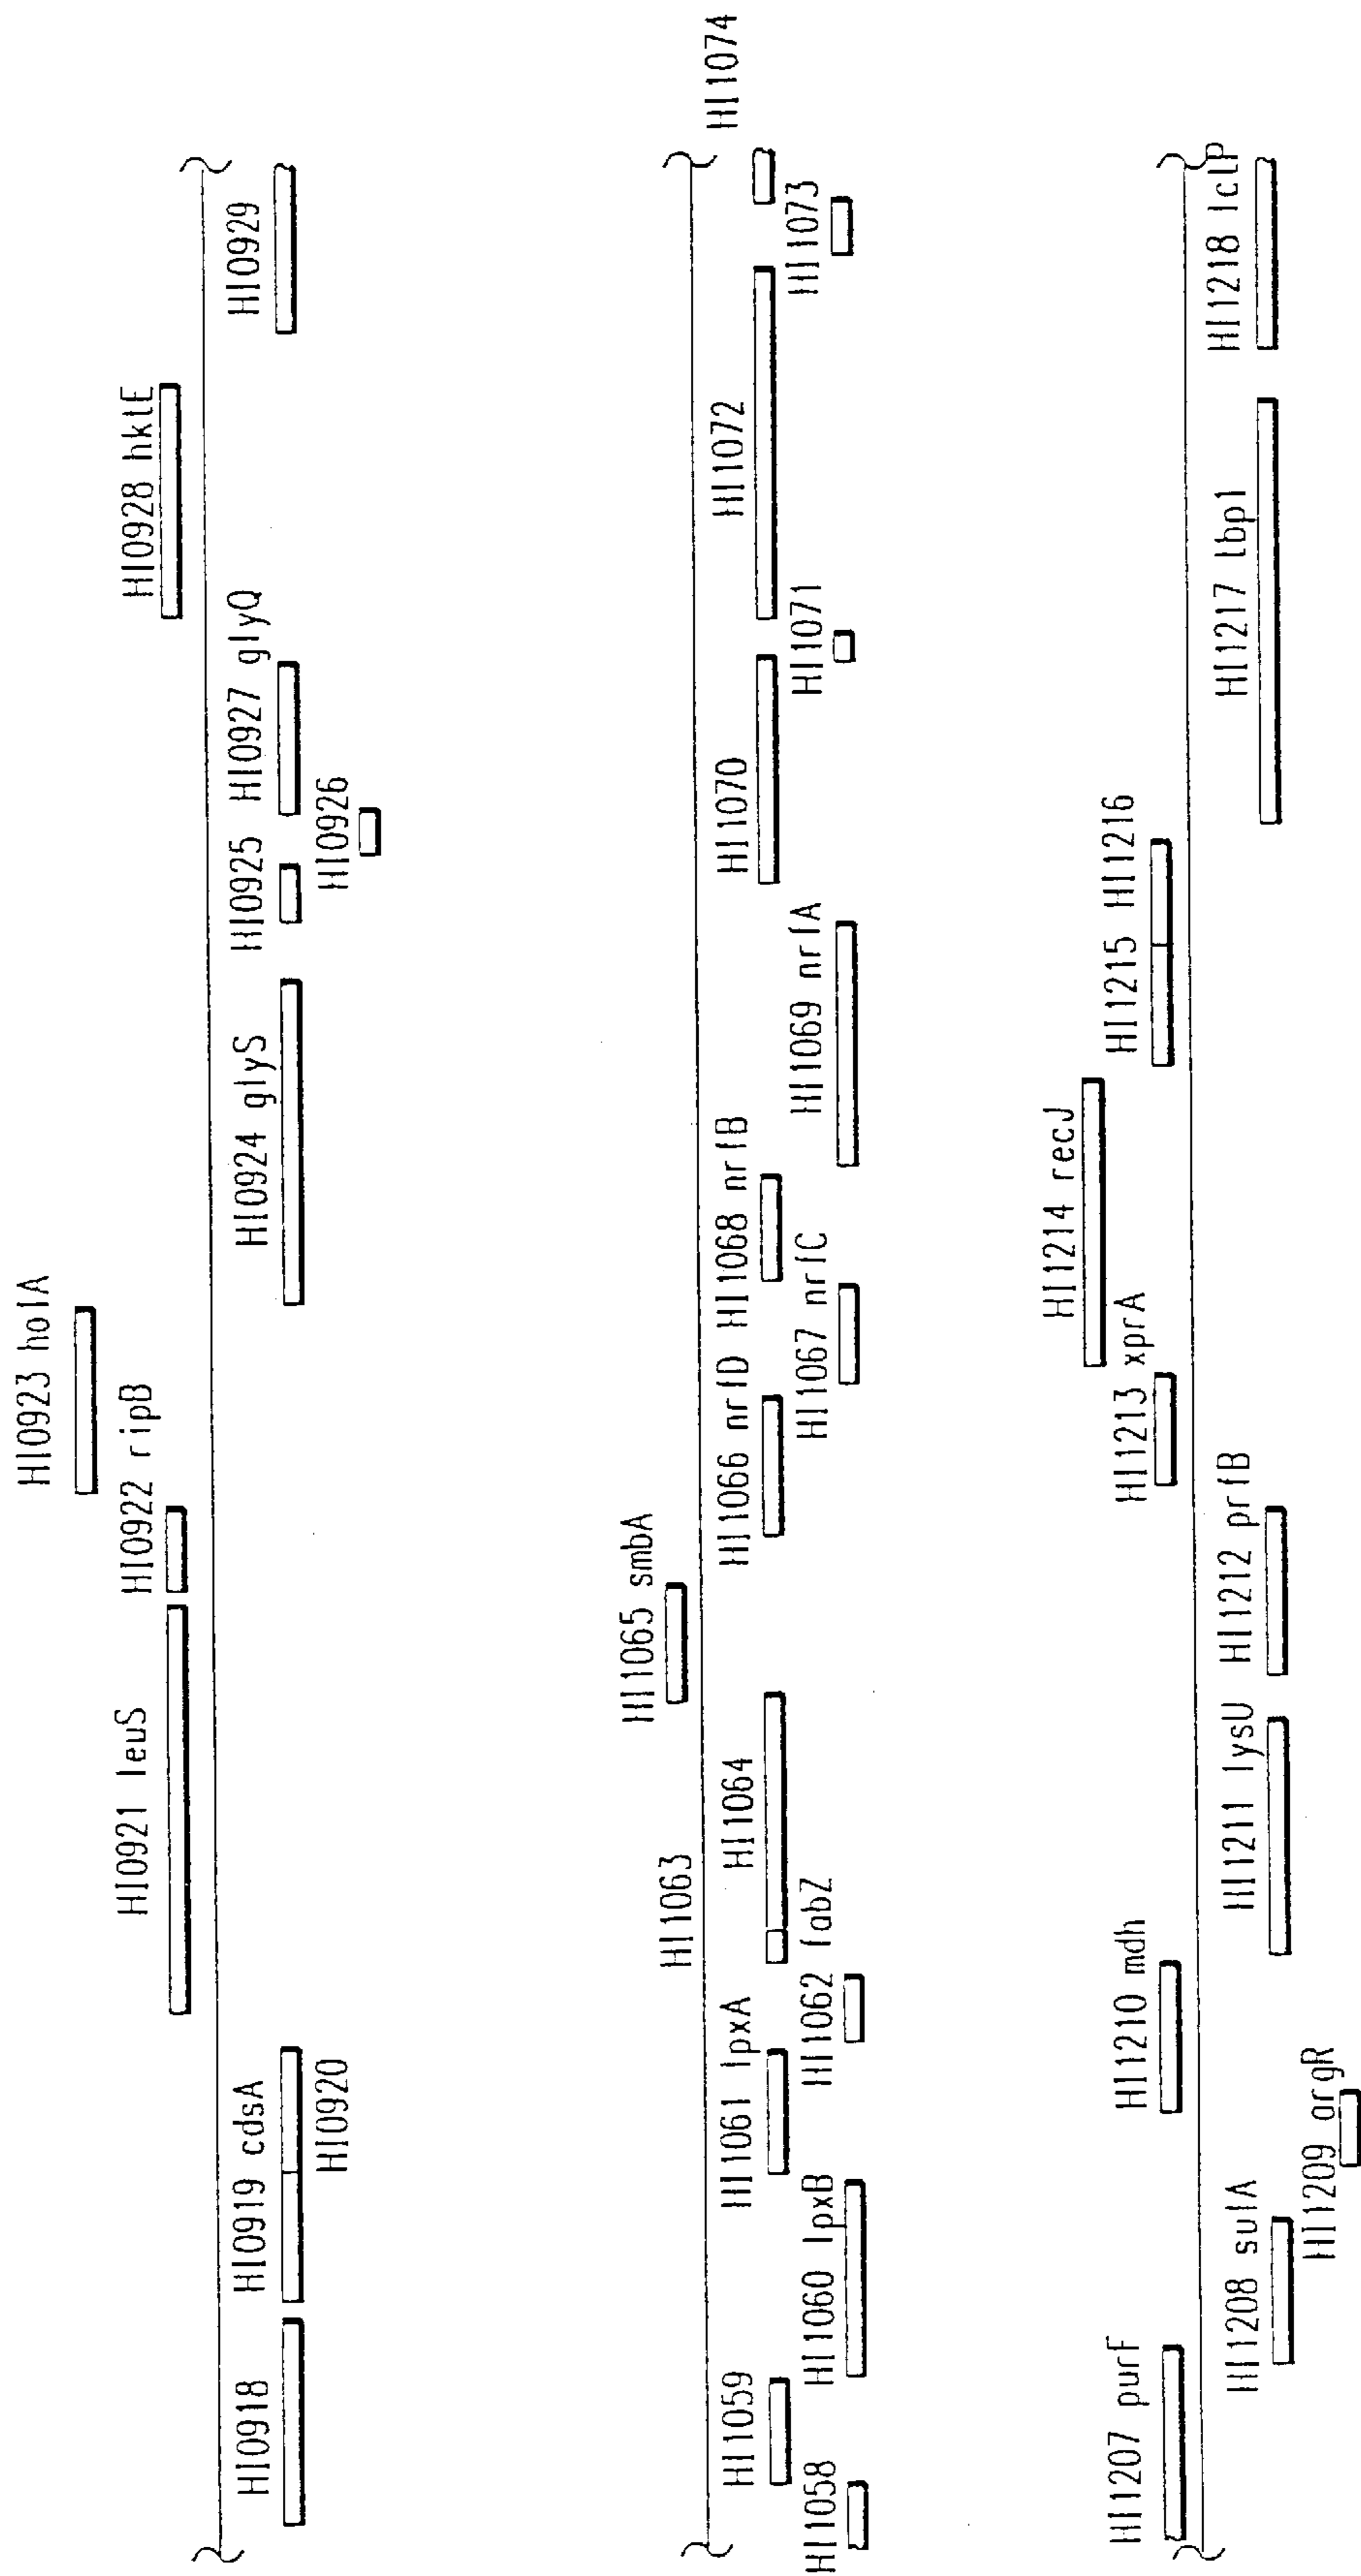 HI0918
HI0919 cdsA
HI0920
HI0921 leuS
HI0922 ripB
HI0923 holA
HI0924 glyS
HI0925
HI0926
HI0927 glyQ
HI0928 hktE
HI0929
HI1058
HI1059
HI1060 lpxB
HI1061 lpxA
HI1062 fabZ
HI1063
HI1064
HI1065 smbA
HI1066 nrfD
HI1067 nrfC
HI1068 nrfB
HI1069 nrfA
HI1070
HI1071
HI1072
HI1073
HI1074
HI1207 purF
HI1208 sulA
HI1209 argR
HI1210 mdh
HI1211 lysU
HI1212 prfB
HI1213 xprA
HI1214 recJ
HI1215 HI1216
HI1217 tbp1
HI1218 lctP